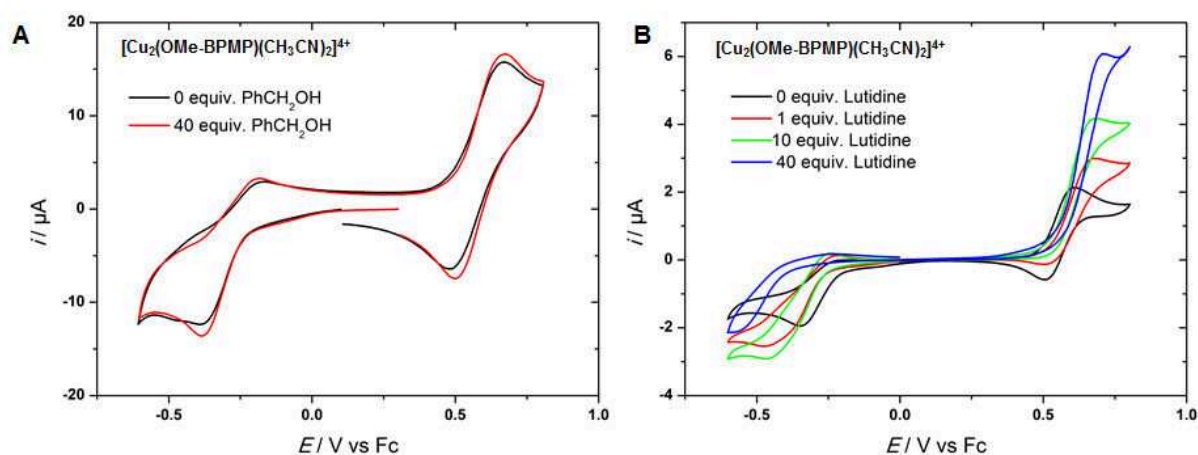 A
[Cu₂(OMe-BPMP)(CH₃CN)₂]⁴⁺
0 equiv. PhCH₂OH
40 equiv. PhCH₂OH
20
10
0
-10
-20
i / µA
-0.5
0.0
0.5
1.0
E / V vs Fc
B
[Cu₂(OMe-BPMP)(CH₃CN)₂]⁴⁺
0 equiv. Lutidine
1 equiv. Lutidine
10 equiv. Lutidine
40 equiv. Lutidine
6
4
2
0
-2
-4
i / µA
-0.5
0.0
0.5
1.0
E / V vs Fc